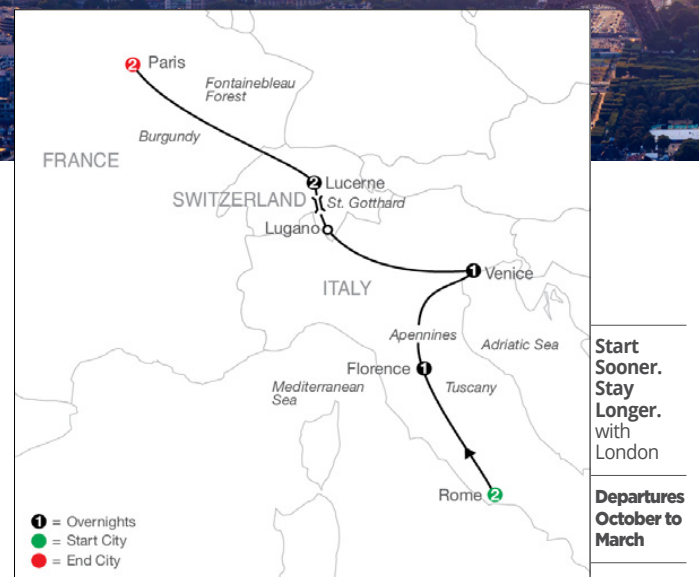 2 Paris
Fontainebleau
Forest
Burgundy
FRANCE
2 Lucerne
SWITZERLAND
St. Gotthard
Lugano
1 Venice
ITALY
Apennines
Adriatic Sea
Florence 1
Mediterranean
Sea
Tuscany
Rome 2
1 = Overnights
= Start City
= End City
Start
Sooner.
Stay
Longer.
with
London
Departures
October to
March